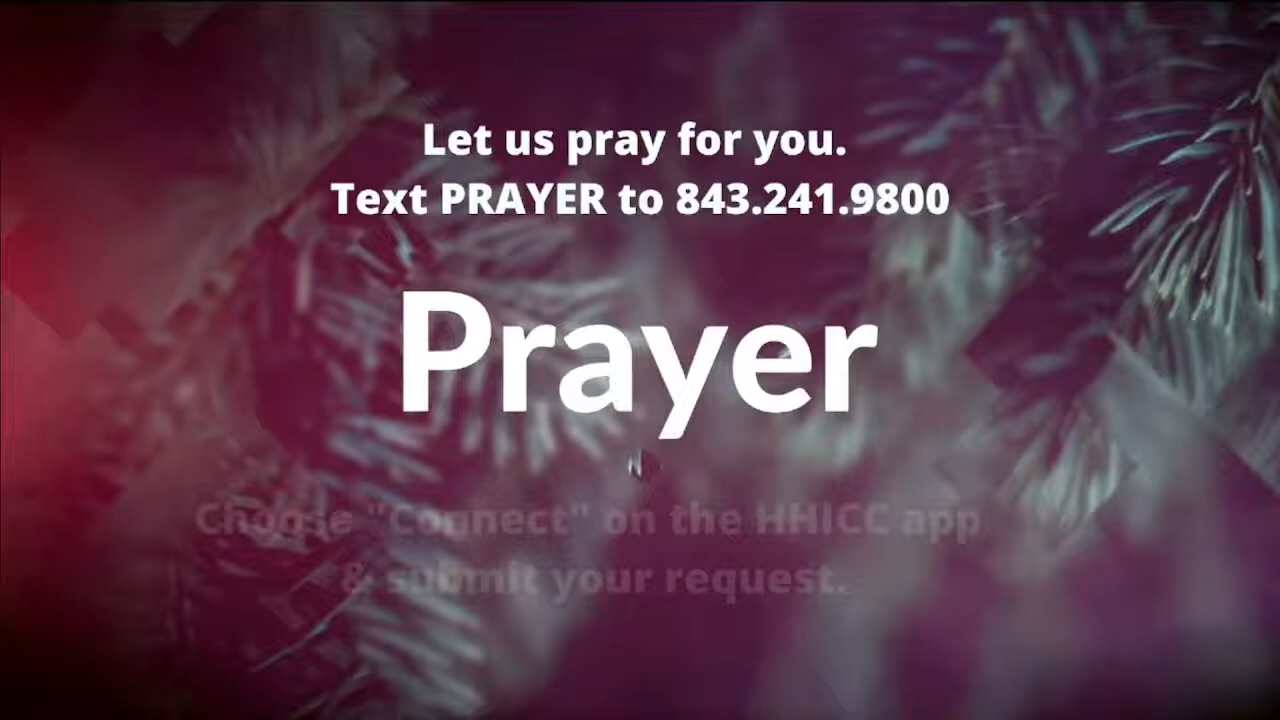 Let us pray for you.
Text PRAYER to 843.241.9800
Prayer
Choose "Connect" on the HHICC app
& submit your request.